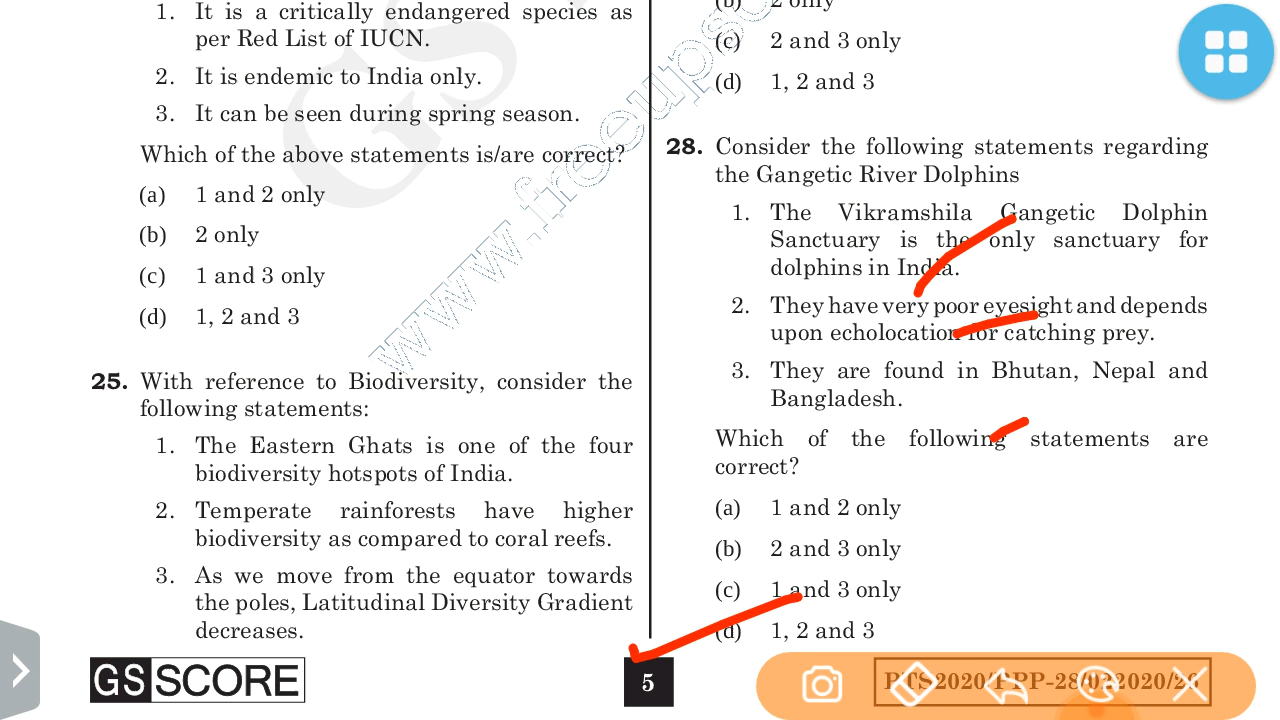 1. It is a critically endangered species as
per Red List of IUCN.
2. It is endemic to India only.
3. It can be seen during spring season.
Which of the above statements is/are correct?
(a) 1 and 2 only
(b) 2 only
(c) 1 and 3 only
(d) 1, 2 and 3
25. With reference to Biodiversity, consider the
following statements:
1. The Eastern Ghats is one of the four
biodiversity hotspots of India.
2. Temperate rainforests have higher
biodiversity as compared to coral reefs.
3. As we move from the equator towards
the poles, Latitudinal Diversity Gradient
decreases.
(b) 2 only
(c) 2 and 3 only
(d) 1, 2 and 3
28. Consider the following statements regarding
the Gangetic River Dolphins
1. The Vikramshila Gangetic Dolphin
Sanctuary is the only sanctuary for
dolphins in India.
2. They have very poor eyesight and depends
upon echolocation for catching prey.
3. They are found in Bhutan, Nepal and
Bangladesh.
Which of the following statements are
correct?
(a) 1 and 2 only
(b) 2 and 3 only
(c) 1 and 3 only
(d) 1, 2 and 3
GS SCORE
5
www.freeupsc
GS